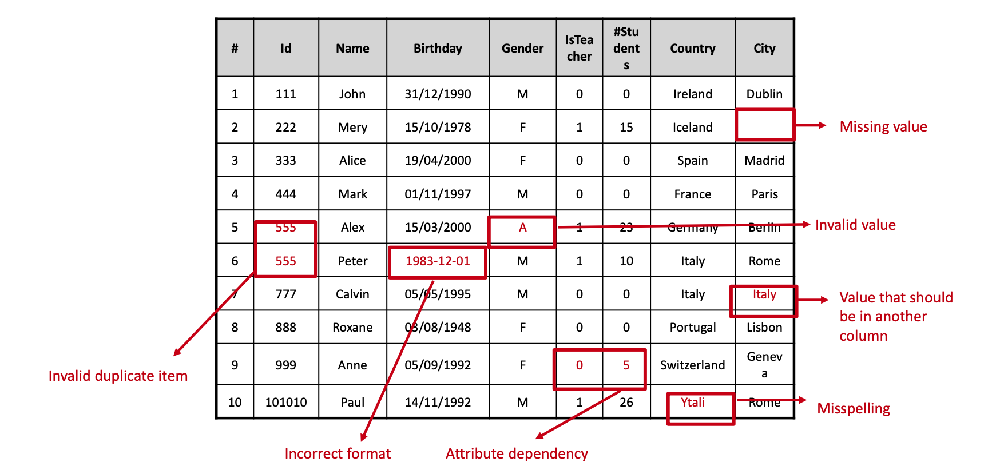 # Id Name Birthday Gender IsTea cher #Stu dent s Country City
1 111 John 31/12/1990 M 0 0 Ireland Dublin
2 222 Mery 15/10/1978 F 1 15 Iceland
Missing value
3 333 Alice 19/04/2000 F 0 0 Spain Madrid
4 444 Mark 01/11/1997 M 0 0 France Paris
5 555 Alex 15/03/2000 A 1 23 Germany Berlin
Invalid value
6 555 Peter 1983-12-01 M 1 10 Italy Rome
7 777 Calvin 05/05/1995 M 0 0 Italy Italy
Value that should
be in another
column
8 888 Roxane 03/08/1948 F 0 0 Portugal Lisbon
9 999 Anne 05/09/1992 F 0 5 Switzerland Genev a
Invalid duplicate item
10 101010 Paul 14/11/1992 M 1 26 Ytali Rome
Misspelling
Incorrect format
Attribute dependency